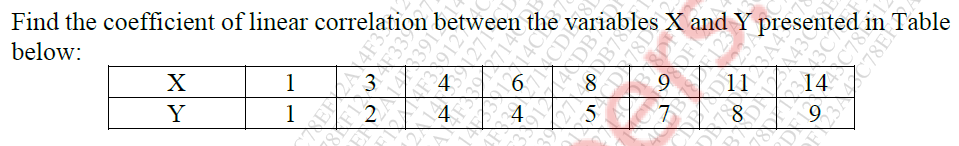 Find the coefficient of linear correlation between the variables X and Y presented in Table
below:
X 1 3 4 6 8 9 11 14
Y 1 2 4 4 5 7 8 9